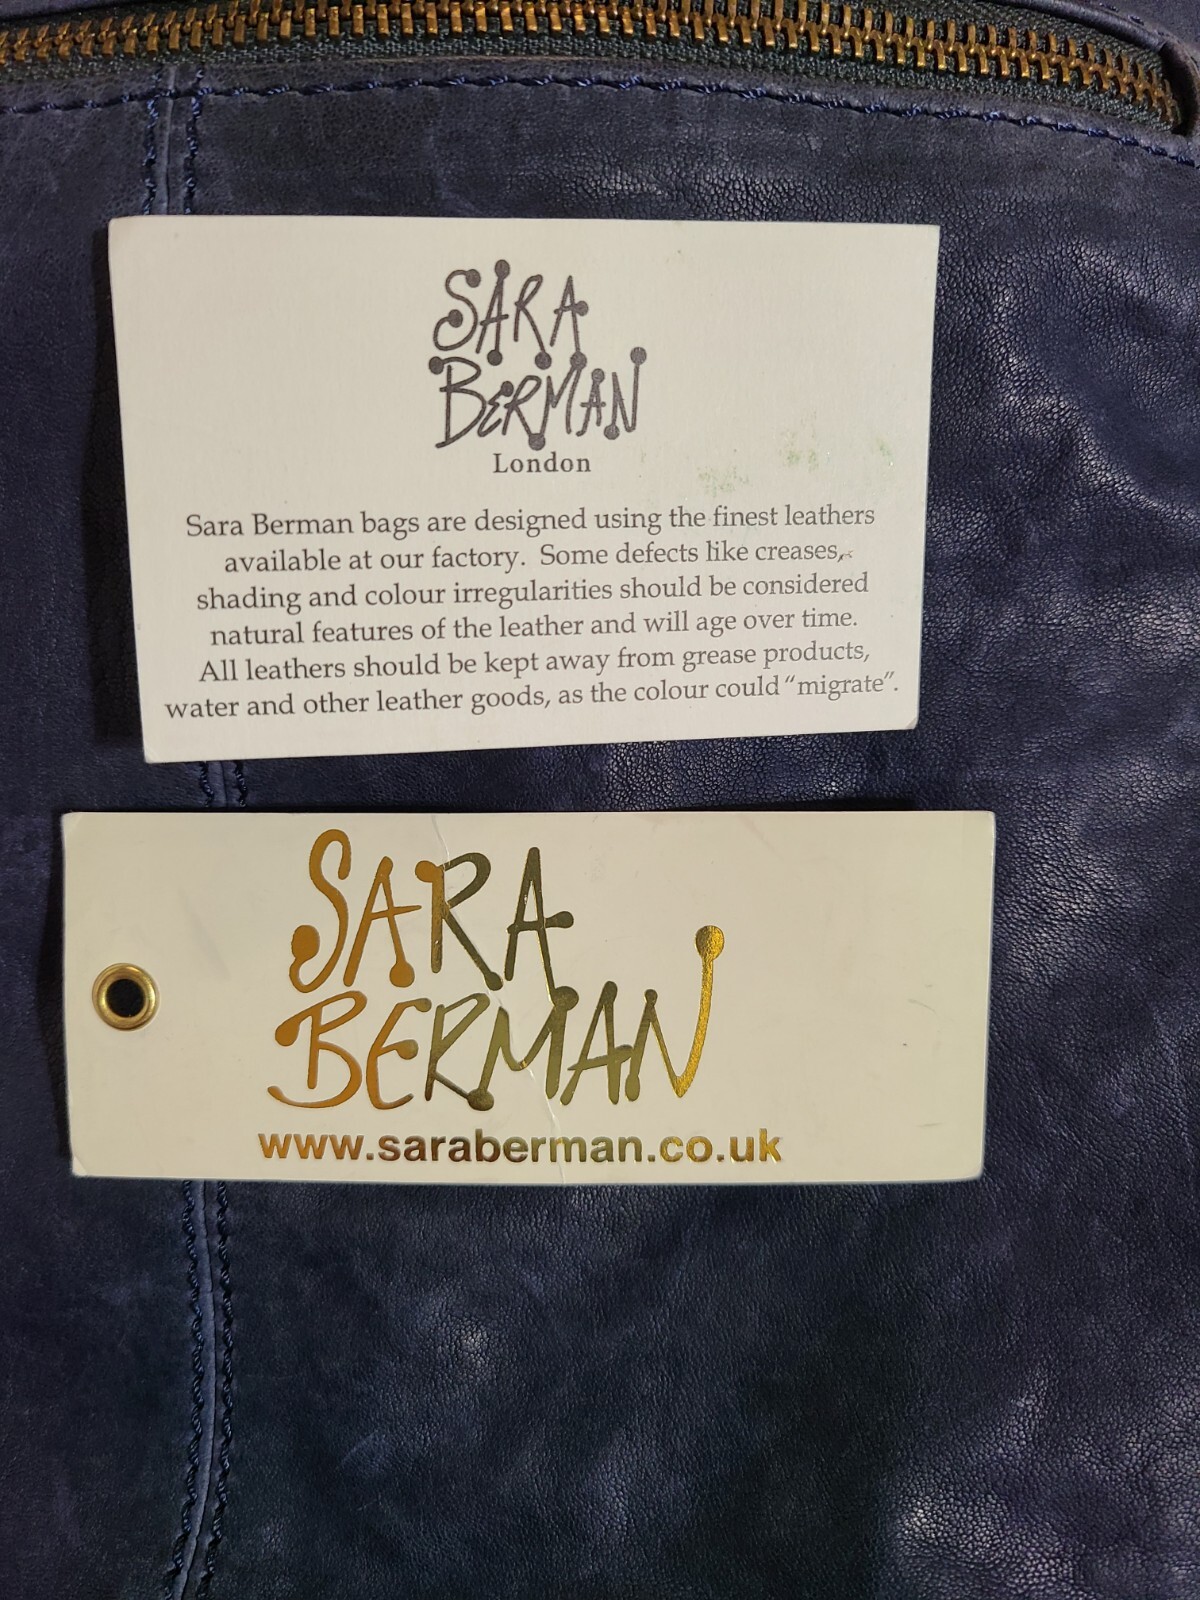 SARA
BERMAN
London
Sara Berman bags are designed using the finest leathers
available at our factory. Some defects like creases,
shading and colour irregularities should be considered
natural features of the leather and will age over time.
All leathers should be kept away from grease products,
water and other leather goods, as the colour could "migrate".
SARA
BERMAN
www.saraberman.co.uk